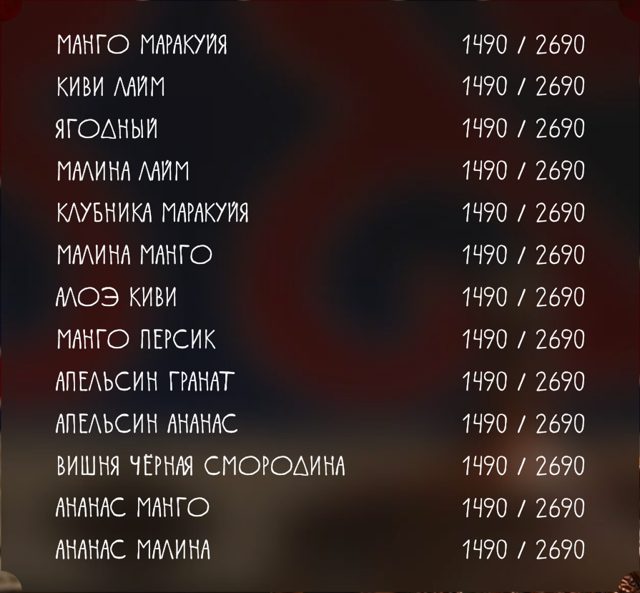 МАНГО МАРАКУЙЯ 1490 / 2690
КИВИ ЛАЙМ 1490 / 2690
ЯГОДНЫЙ 1490 / 2690
МАЛИНА ЛАЙМ 1490 / 2690
КЛУБНИКА МАРАКУЙЯ 1490 / 2690
МАЛИНА МАНГО 1490 / 2690
АЛОЭ КИВИ 1490 / 2690
МАНГО ПЕРСИК 1490 / 2690
АПЕЛЬСИН ГРАНАТ 1490 / 2690
АПЕЛЬСИН АНАНАС 1490 / 2690
ВИШНЯ ЧЁРНАЯ СМОРОДИНА 1490 / 2690
АНАНАС МАНГО 1490 / 2690
АНАНАС МАЛИНА 1490 / 2690